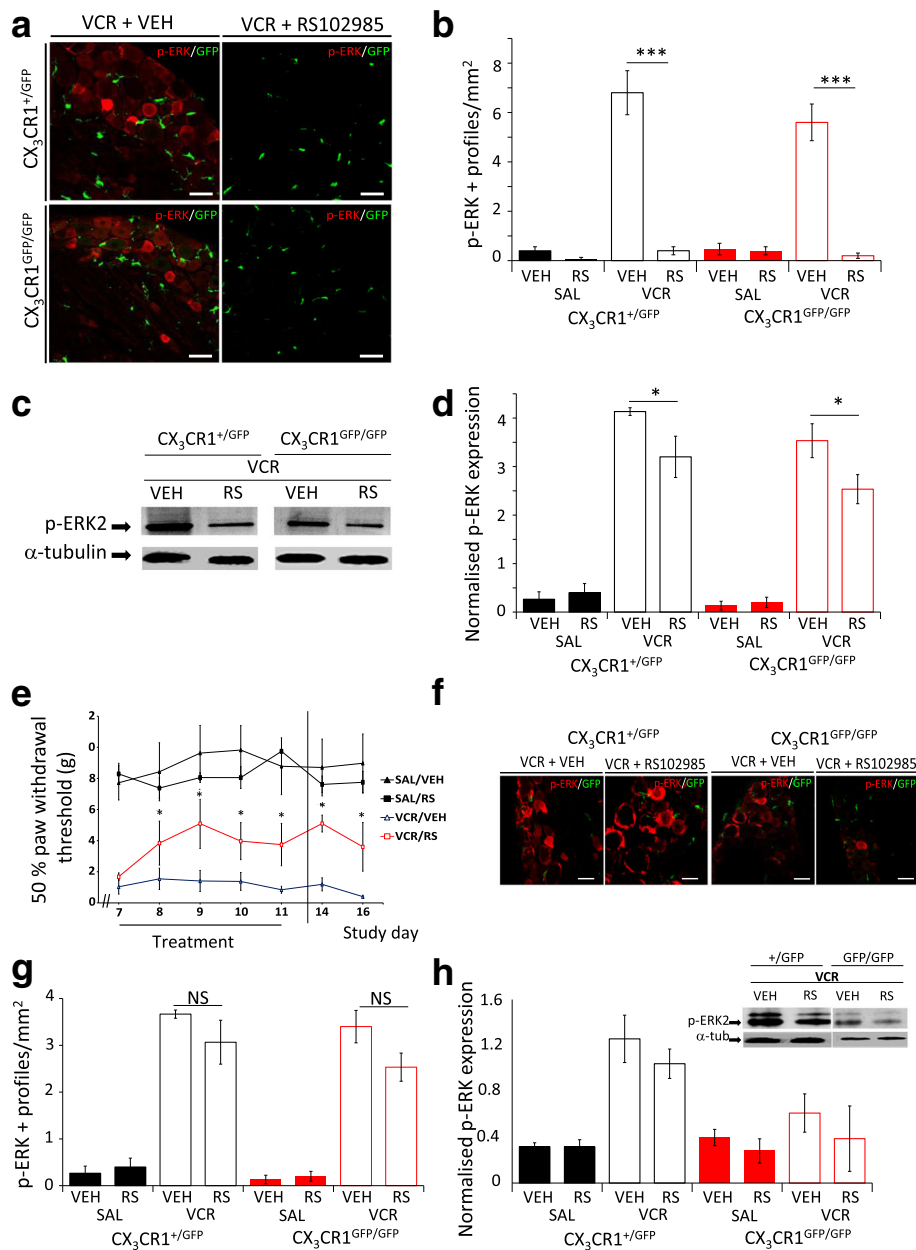 a
VCR + VEH
VCR + RS102985
CX3CR1+/GFP
p-ERK/GFP
p-ERK/GFP
CX3CR1GFP/GFP
p-ERK/GFP
p-ERK/GFP
b
p-ERK + profiles/mm2
8
6
4
2
0
***
***
VEH RS VEH RS VEH RS VEH RS
SAL VCR SAL VCR
CX3CR1+/GFP CX3CR1GFP/GFP
c
CX3CR1+/GFP CX3CR1GFP/GFP
VCR
VEH RS VEH RS
p-ERK2
α-tubulin
d
Normalised p-ERK expression
4
3
2
1
0
*
*
VEH RS VEH RS VEH RS VEH RS
SAL VCR SAL VCR
CX3CR1+/GFP CX3CR1GFP/GFP
e
50 % paw withdrawal threshold (g)
2
0
8
6
4
2
0
* * * * * *
SAL/VEH
SAL/RS
VCR/VEH
VCR/RS
7 8 9 10 11 14 16
Treatment
Study day
f
CX3CR1+/GFP CX3CR1GFP/GFP
VCR + VEH VCR + RS102985 VCR + VEH VCR + RS102985
p-ERK/GFP p-ERK/GFP p-ERK/GFP p-ERK/GFP
g
p-ERK + profiles/mm2
4
3
2
1
0
NS
NS
VEH RS VEH RS VEH RS VEH RS
SAL VCR SAL VCR
CX3CR1+/GFP CX3CR1GFP/GFP
h
Normalised p-ERK expression
1.6
1.2
0.8
0.4
0
+/GFP GFP/GFP
VCR
VEH RS VEH RS
p-ERK2
α-tub
VEH RS VEH RS VEH RS VEH RS
SAL VCR SAL VCR
CX3CR1+/GFP CX3CR1GFP/GFP